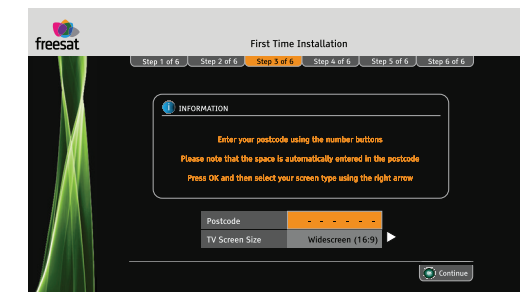 freesat
First Time Installation
Step 1 of 6 Step 2 of 6 Step 3 of 6 Step 4 of 6 Step 5 of 6 Step 6 of 6
i INFORMATION
Enter your postcode using the number buttons
Please note that the space is automatically entered in the postcode
Press OK and then select your screen type using the right arrow
Postcode - - - - - -
TV Screen Size Widescreen (16:9)
Continue